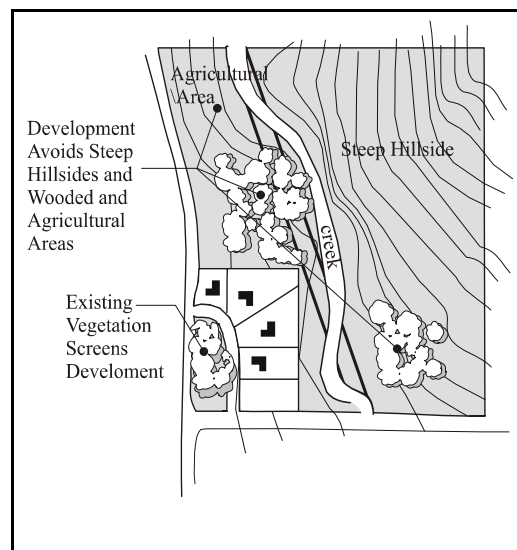 Agricultural
Area
Steep Hillside
Development
Avoids Steep
Hillsides and
Wooded and
Agricultural
Areas
creek
Existing
Vegetation
Screens
Develoment